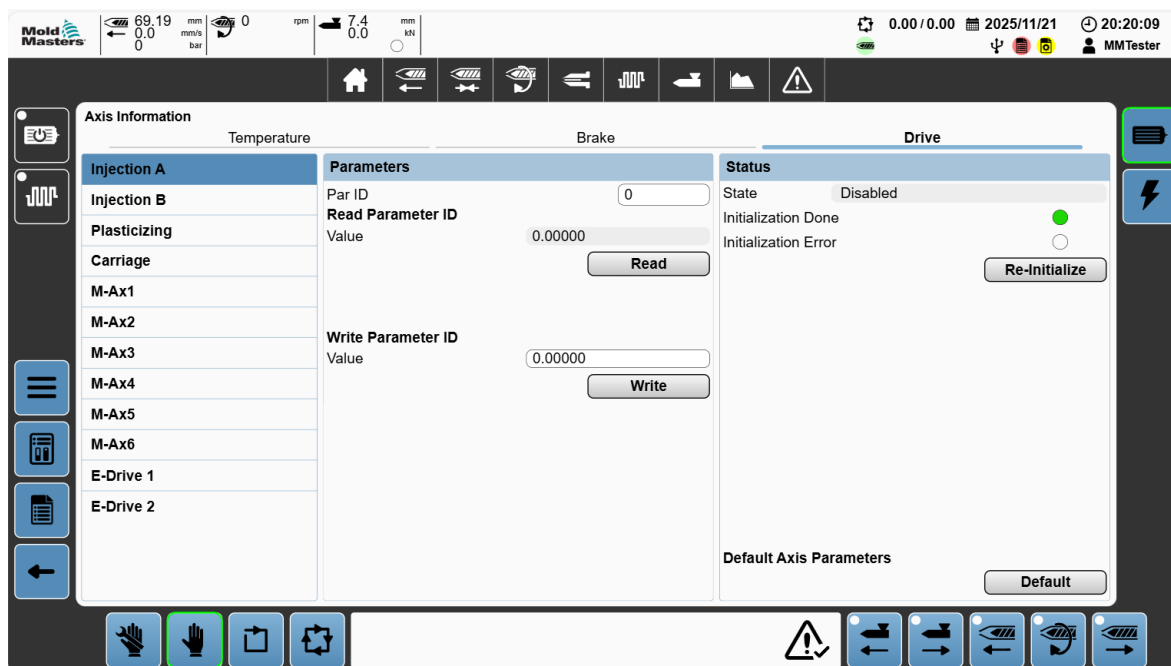 Mold Masters
69.19 mm
0.0 mm/s
0 bar
0 rpm
7.4 mm
0.0 kN
0.00 / 0.00
2025/11/21
20:20:09
MMTester
Axis Information
Temperature
Brake
Drive
Injection A
Injection B
Plasticizing
Carriage
M-Ax1
M-Ax2
M-Ax3
M-Ax4
M-Ax5
M-Ax6
E-Drive 1
E-Drive 2
Parameters
Par ID 0
Read Parameter ID
Value 0.00000
Read
Write Parameter ID
Value 0.00000
Write
Status
State Disabled
Initialization Done
Initialization Error
Re-Initialize
Default Axis Parameters
Default